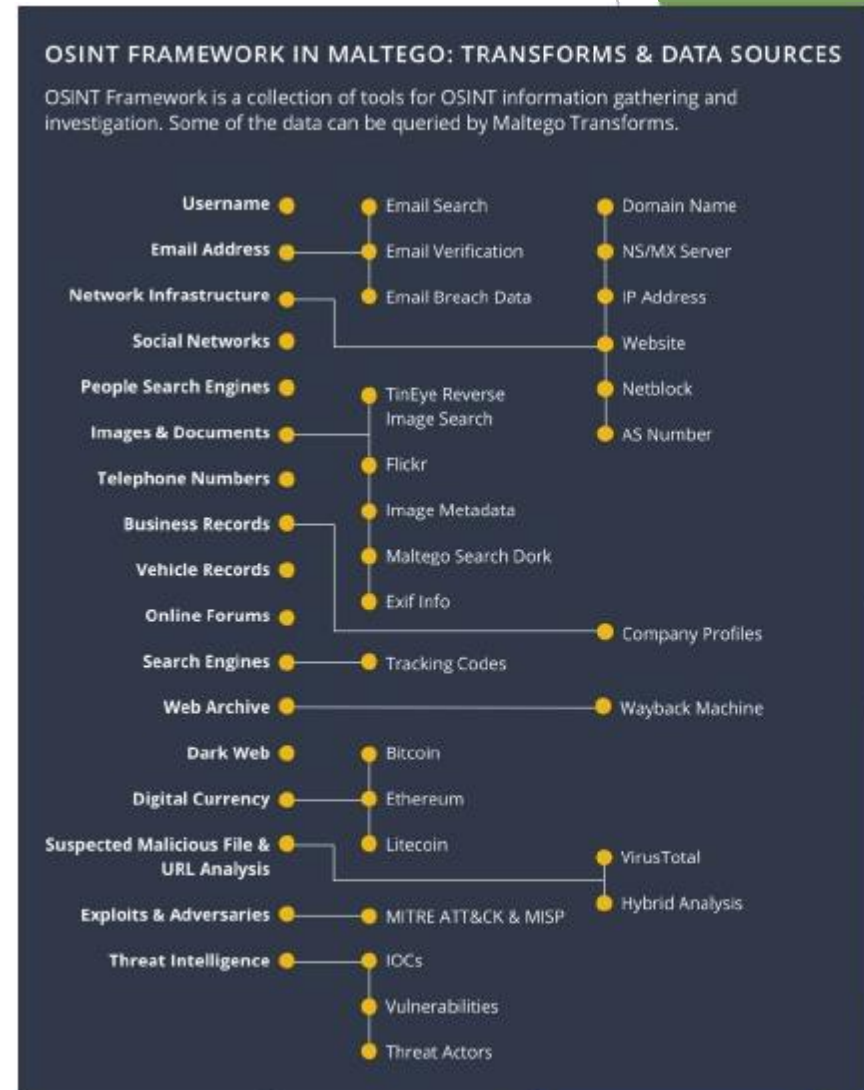 OSINT FRAMEWORK IN MALTEGO: TRANSFORMS & DATA SOURCES
OSINT Framework is a collection of tools for OSINT information gathering and
investigation. Some of the data can be queried by Maltego Transforms.
Username
Email Address
Network Infrastructure
Social Networks
People Search Engines
Images & Documents
Telephone Numbers
Business Records
Vehicle Records
Online Forums
Search Engines
Web Archive
Dark Web
Digital Currency
Suspected Malicious File &
URL Analysis
Exploits & Adversaries
Threat Intelligence
Email Search
Email Verification
Email Breach Data
TinEye Reverse
Image Search
Flickr
Image Metadata
Maltego Search Dork
Exif Info
Tracking Codes
Bitcoin
Ethereum
Litecoin
MITRE ATT&CK & MISP
IOCs
Vulnerabilities
Threat Actors
Domain Name
NS/MX Server
IP Address
Website
Netblock
AS Number
Company Profiles
Wayback Machine
VirusTotal
Hybrid Analysis